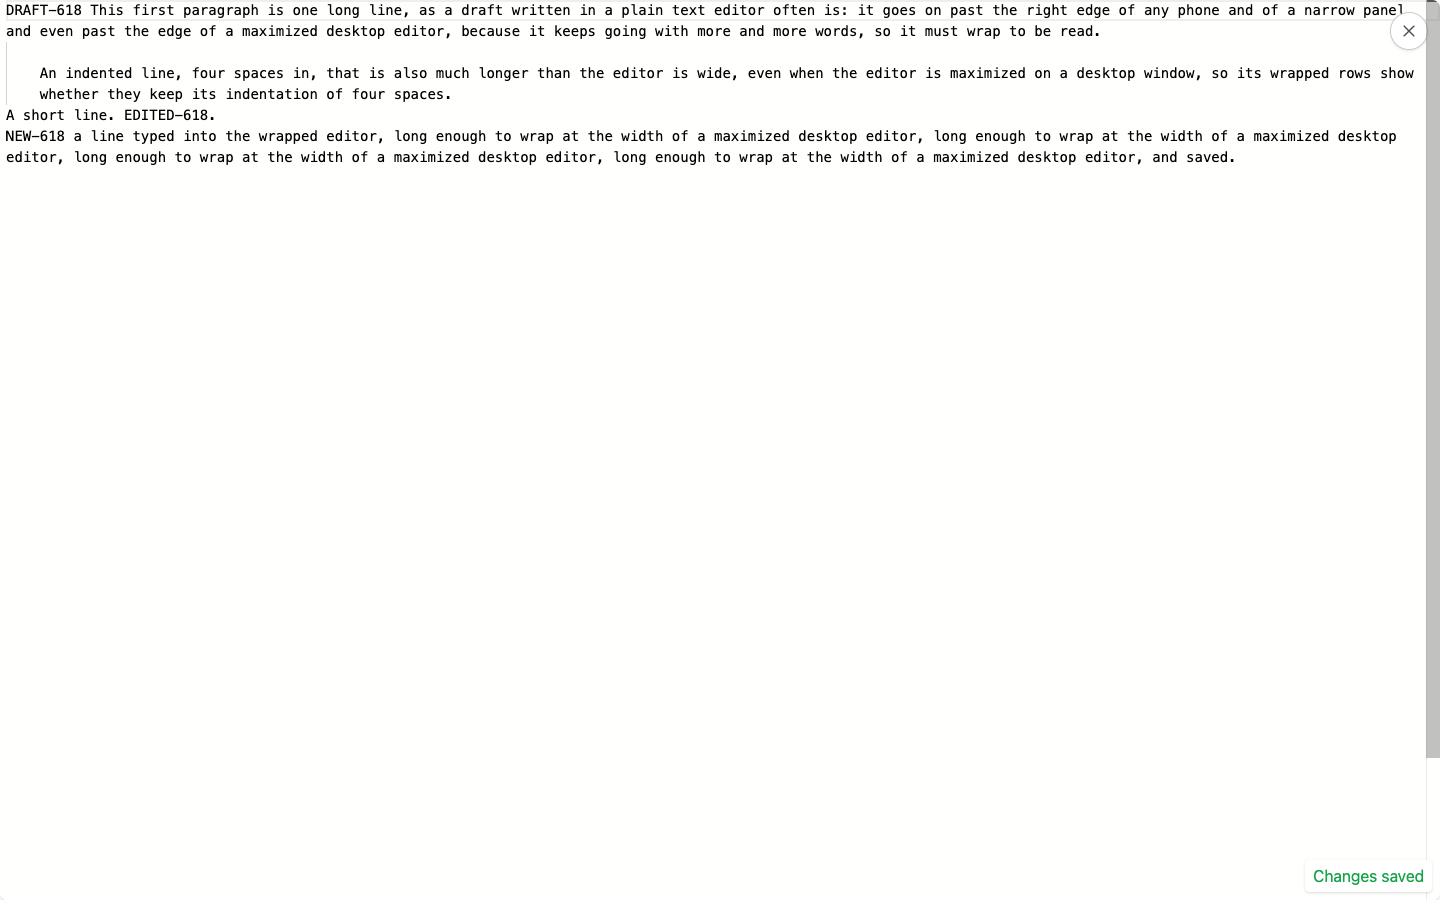 DRAFT-618 This first paragraph is one long line, as a draft written in a plain text editor often is: it goes on past the right edge of any phone and of a narrow panel
and even past the edge of a maximized desktop editor, because it keeps going with more and more words, so it must wrap to be read.
An indented line, four spaces in, that is also much longer than the editor is wide, even when the editor is maximized on a desktop window, so its wrapped rows show
whether they keep its indentation of four spaces.
A short line. EDITED-618.
NEW-618 a line typed into the wrapped editor, long enough to wrap at the width of a maximized desktop editor, long enough to wrap at the width of a maximized desktop
editor, long enough to wrap at the width of a maximized desktop editor, long enough to wrap at the width of a maximized desktop editor, and saved.
Changes saved